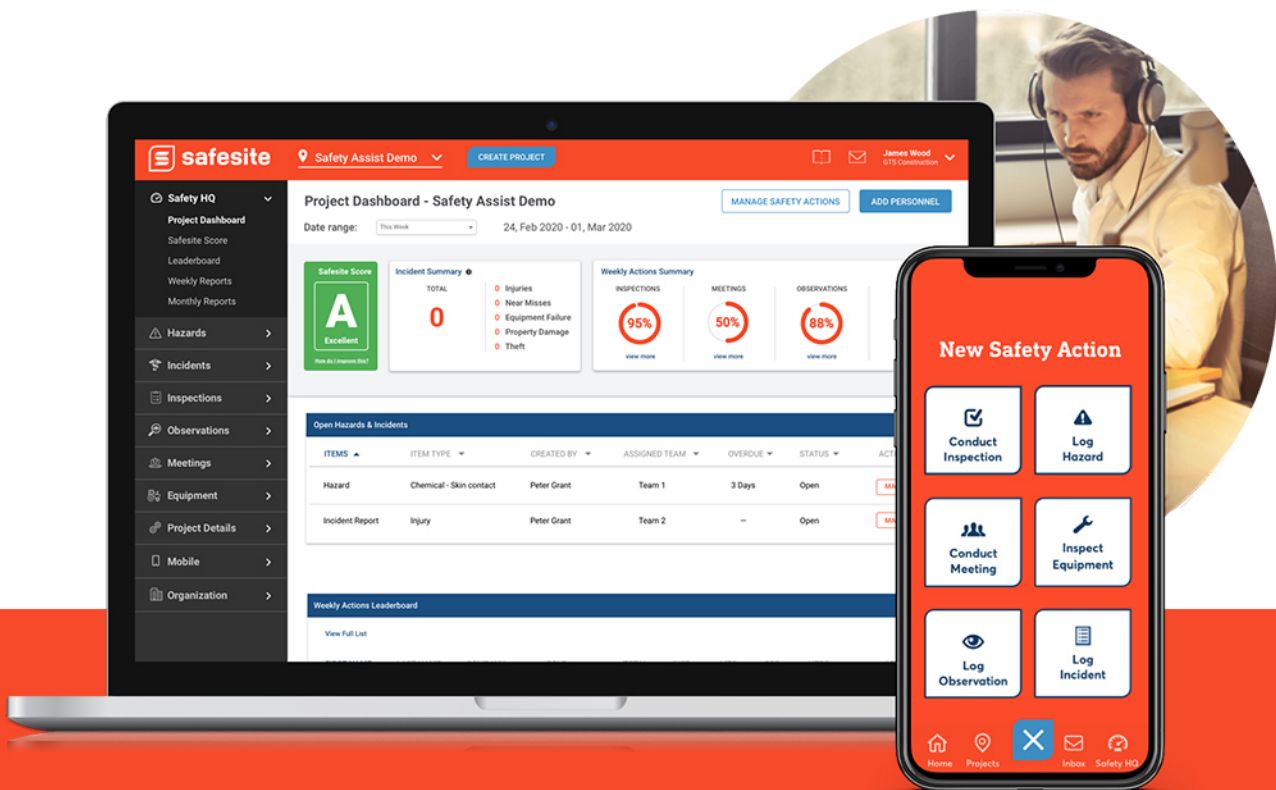 safesite
Safety Assist Demo
CREATE PROJECT
James Wood
GTS Construction
Safety HQ
Project Dashboard
Safesite Score
Leaderboard
Weekly Reports
Monthly Reports
Hazards
Incidents
Inspections
Observations
Meetings
Equipment
Project Details
Mobile
Organization
Project Dashboard - Safety Assist Demo
MANAGE SAFETY ACTIONS
ADD PERSONNEL
Date range:
This Week
24, Feb 2020 - 01, Mar 2020
Safesite Score
A
Excellent
How do I improve this?
Incident Summary
TOTAL
0
0 Injuries
0 Near Misses
0 Equipment Failure
0 Property Damage
0 Theft
Weekly Actions Summary
INSPECTIONS
MEETINGS
OBSERVATIONS
95%
50%
88%
view more
view more
view more
Open Hazards & Incidents
ITEMS ITEM TYPE CREATED BY ASSIGNED TEAM OVERDUE STATUS
Hazard Chemical - Skin contact Peter Grant Team 1 3 Days Open
Incident Report Injury Peter Grant Team 2 – Open
Weekly Actions Leaderboard
View Full List
New Safety Action
Conduct
Inspection
Log
Hazard
Conduct
Meeting
Inspect
Equipment
Log
Observation
Log
Incident
Home
Projects
Inbox
Safety HQ